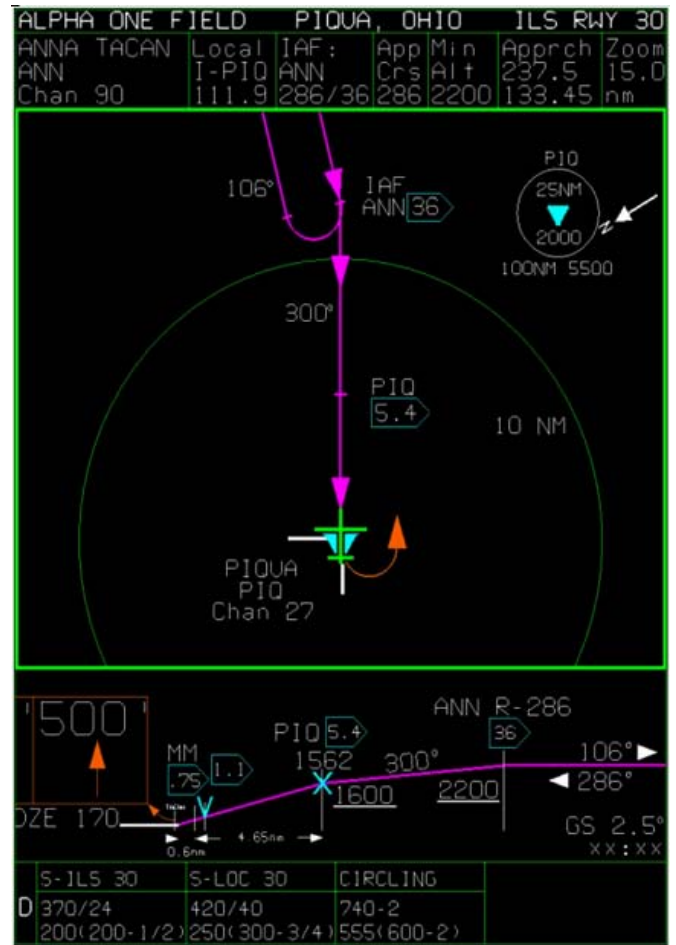 ALPHA ONE FIELD PIQUA, OHIO ILS RWY 30
ANNA TACAN Local IAF: App Min Apprch Zoom
ANN I-PIQ ANN Crs Alt 237.5 15.0
Chan 90 111.9 286/36 286 2200 133.45 nm
PIQ
25NM
2000
N
100NM 5500
106°
IAF
ANN 36
300°
PIQ
5.4
10 NM
PIQUA
PIQ
Chan 27
'500'
ANN R-286
36
PIQ 5.4
MM
.75 1.1
1562
300°
106°
286°
1600
2200
TACAN
DZE 170
GS 2.5°
4.65nm
0.6nm
xx:xx
S-ILS 30 S-LOC 30 CIRCLING
D 370/24 420/40 740-2
200(200-1/2) 250(300-3/4) 555(600-2)